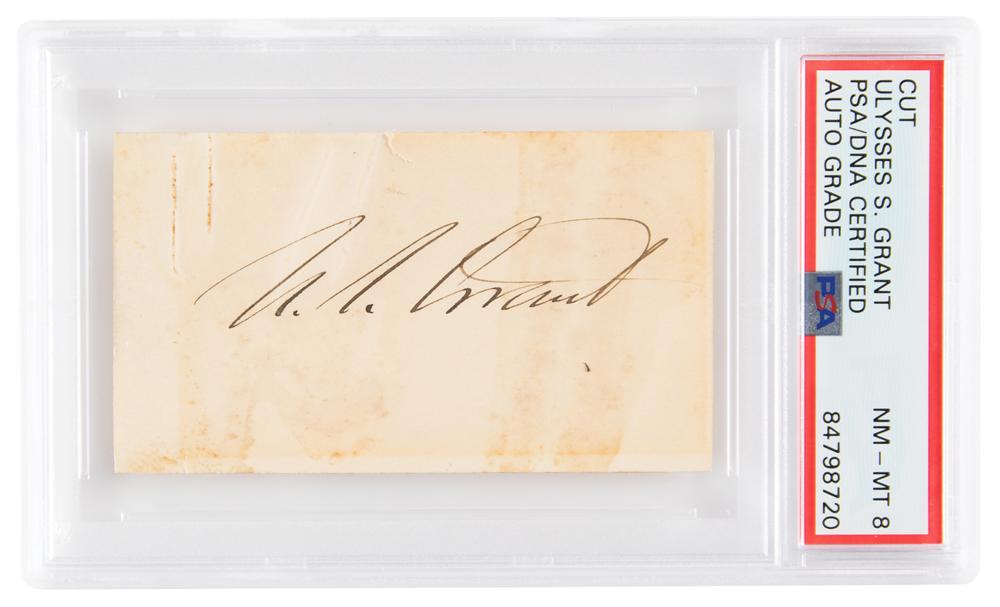 U. S. Grant
CUT
ULYSSES S. GRANT
PSA/DNA CERTIFIED NM-MT 8
AUTO GRADE 84798720
PSA